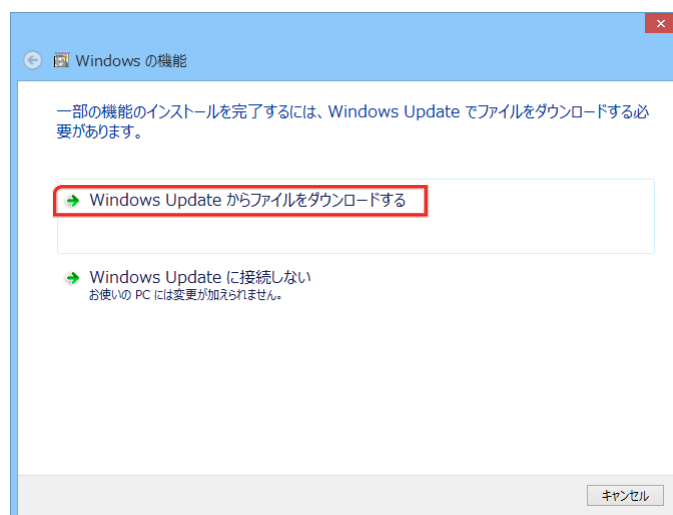 Windows の機能
一部の機能のインストールを完了するには、Windows Update でファイルをダウンロードする必
要があります。
Windows Update からファイルをダウンロードする
Windows Update に接続しない
お使いの PC には変更が加えられません。
キャンセル